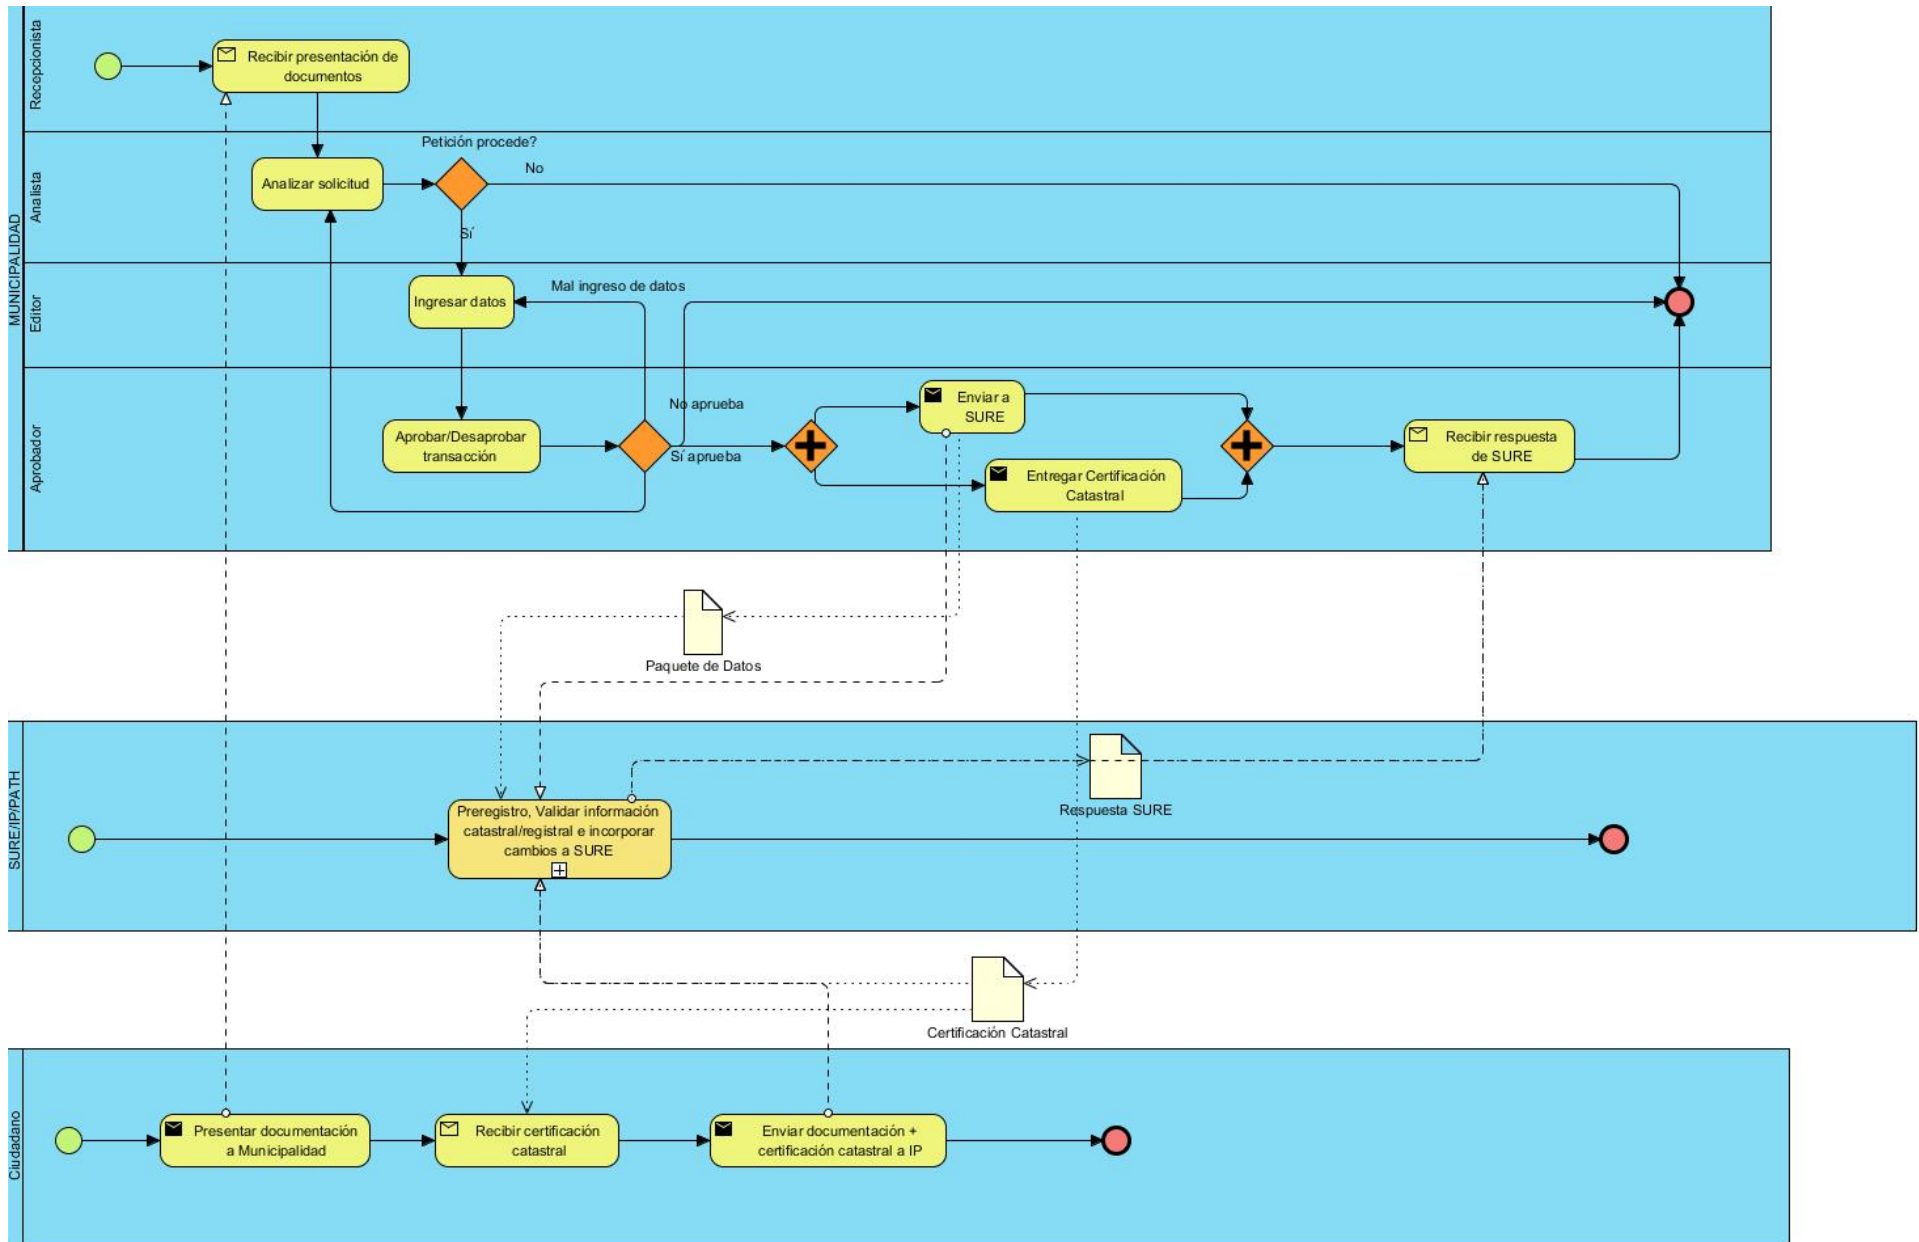 MUNICIPALIDAD
Recepcionista
Recibir presentación de
documentos
Analista
Petición procede?
No
Analizar solicitud
Sí
Editor
Mal ingreso de datos
Ingresar datos
Aprobador
No aprueba
Sí aprueba
Aprobar/Desaprobar
transacción
Enviar a
SURE
Entregar Certificación
Catastral
Recibir respuesta
de SURE
Paquete de Datos
SURE/IP/PATH
Respuesta SURE
Preregistro, Validar información
catastral/registral e incorporar
cambios a SURE
Certificación Catastral
Ciudadano
Presentar documentación
a Municipalidad
Recibir certificación
catastral
Enviar documentación +
certificación catastral a IP